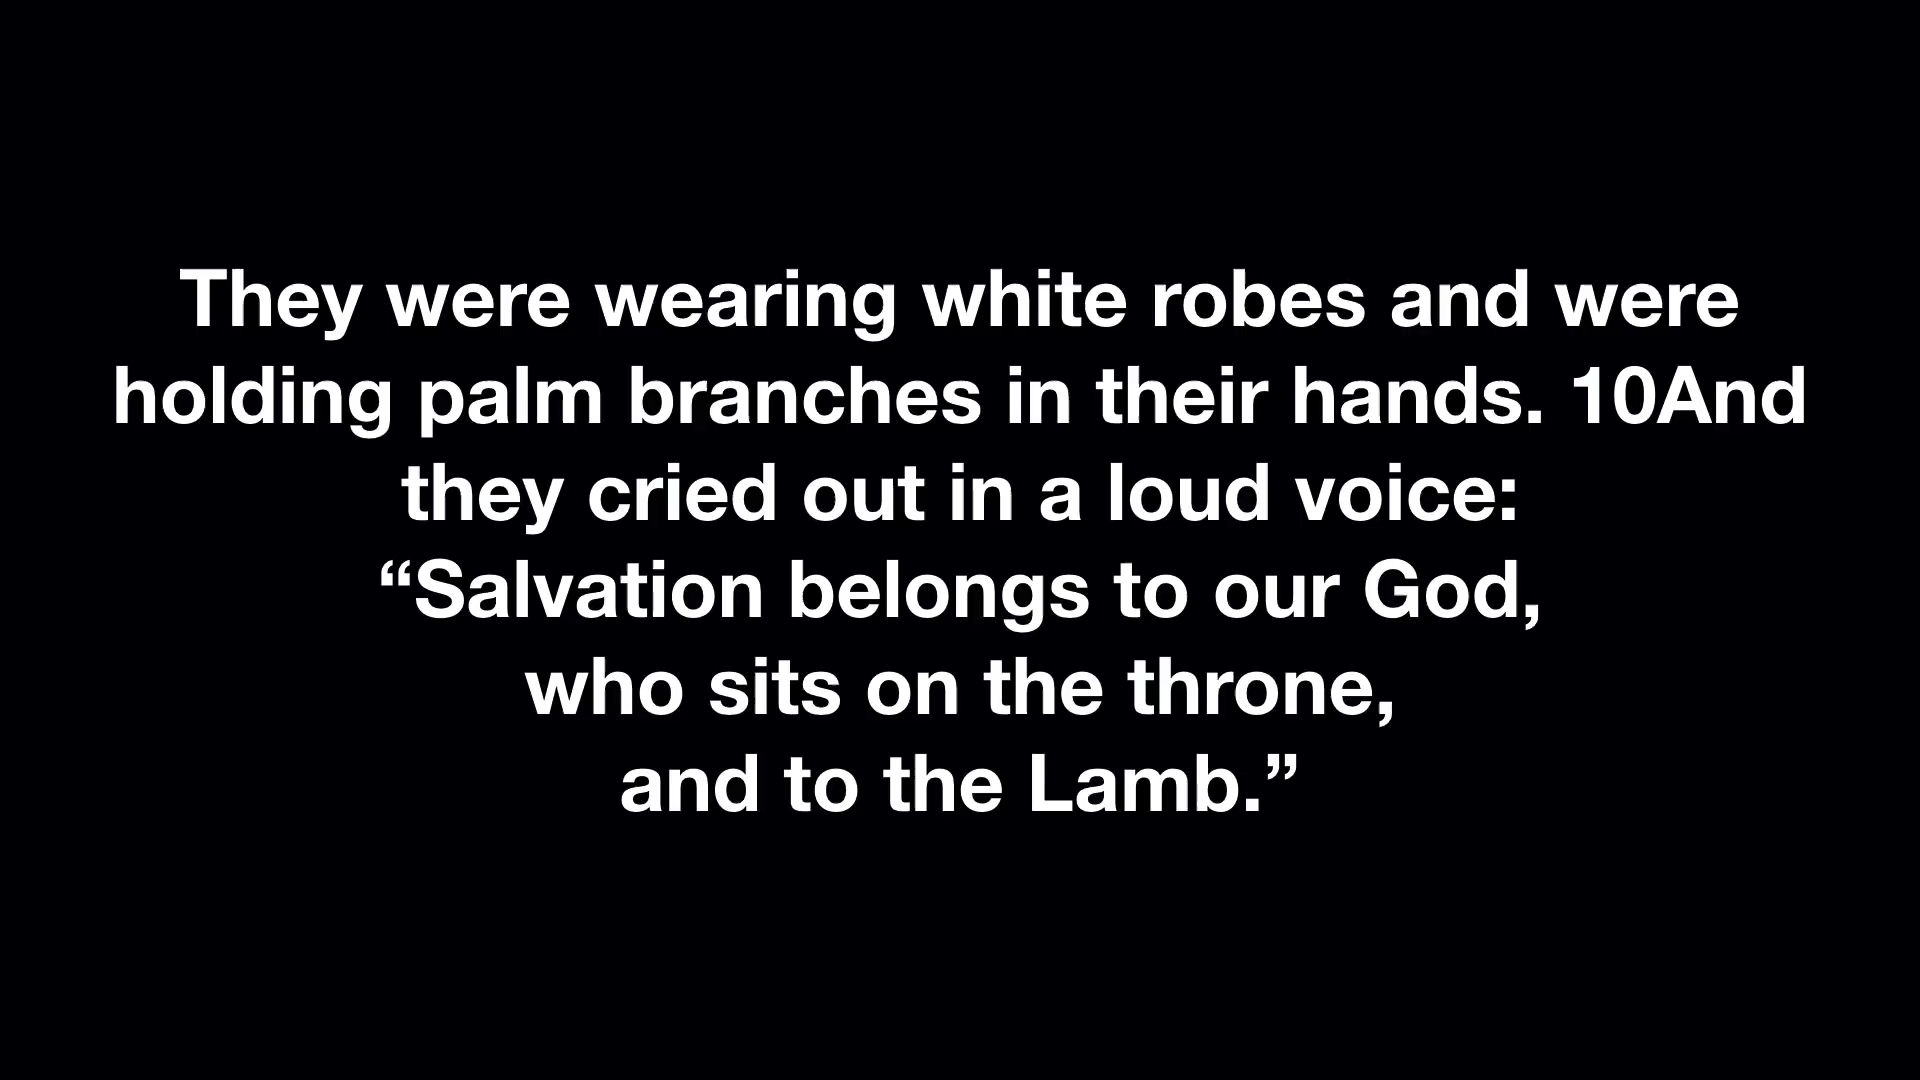 They were wearing white robes and were
holding palm branches in their hands. 10And
they cried out in a loud voice:
“Salvation belongs to our God,
who sits on the throne,
and to the Lamb.”